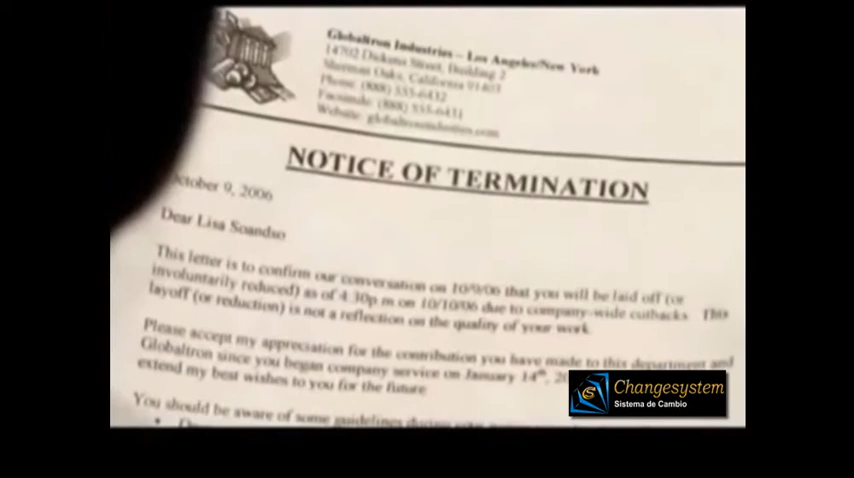 Globaltron Industries – Los Angeles/New York
14702 Dickens Street, Building 2
Sherman Oaks, California 91403
Phone: (888) 555-6432
Facsimile: (888) 555-6431
Website: globaltronindustries.com
NOTICE OF TERMINATION
October 9, 2006
Dear Lisa Soandso
This letter is to confirm our conversation on 10/9/06 that you will be laid off (or
involuntarily reduced) as of 4:30p m on 10/10/06 due to company-wide cutbacks. This
layoff (or reduction) is not a reflection on the quality of your work.
Please accept my appreciation for the contribution you have made to this department and
Globaltron since you began company service on January 14th,
extend my best wishes to you for the future
You should be aware of some guidelines during
Changesystem
Sistema de Cambio